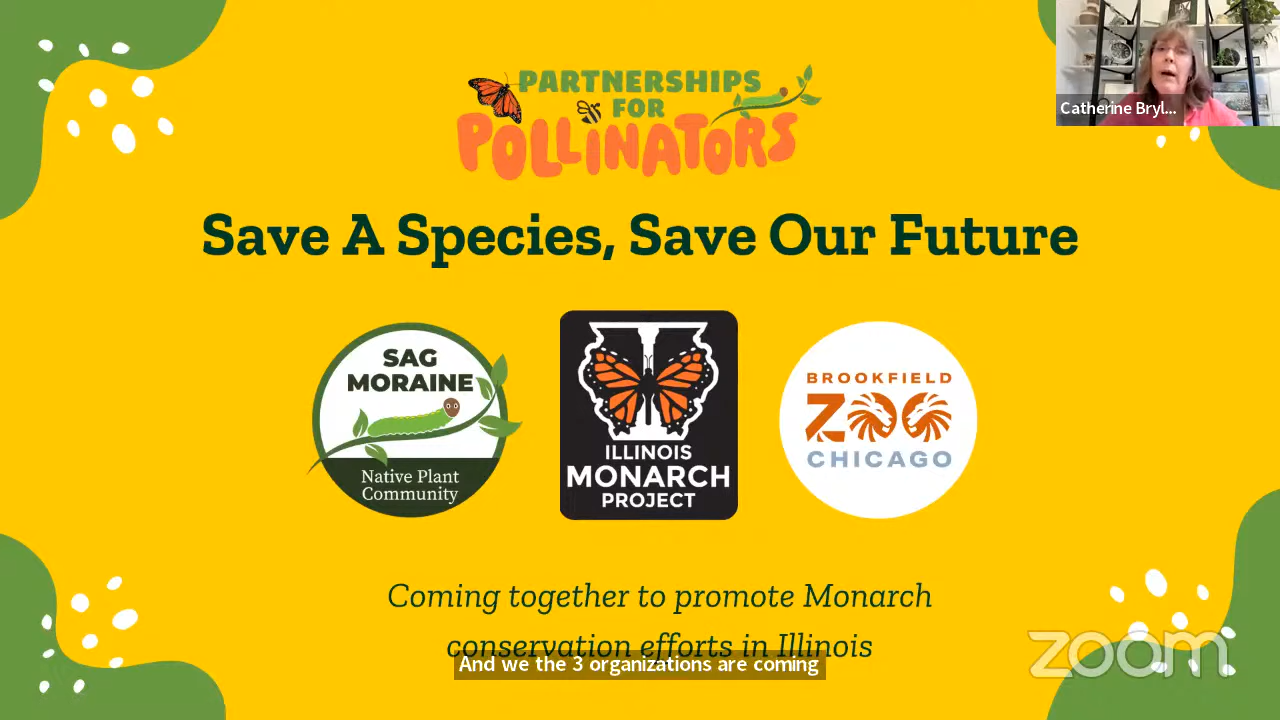 PARTNERSHIPS
FOR
POLLINATORS
Catherine Bryl...
Save A Species, Save Our Future
SAG
MORAINE
Native Plant
Community
ILLINOIS
MONARCH
PROJECT
BROOKFIELD
ZOO
CHICAGO
Coming together to promote Monarch
conservation efforts in Illinois
And we the 3 organizations are coming
zoom